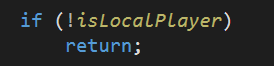 if (!isLocalPlayer)
    return;